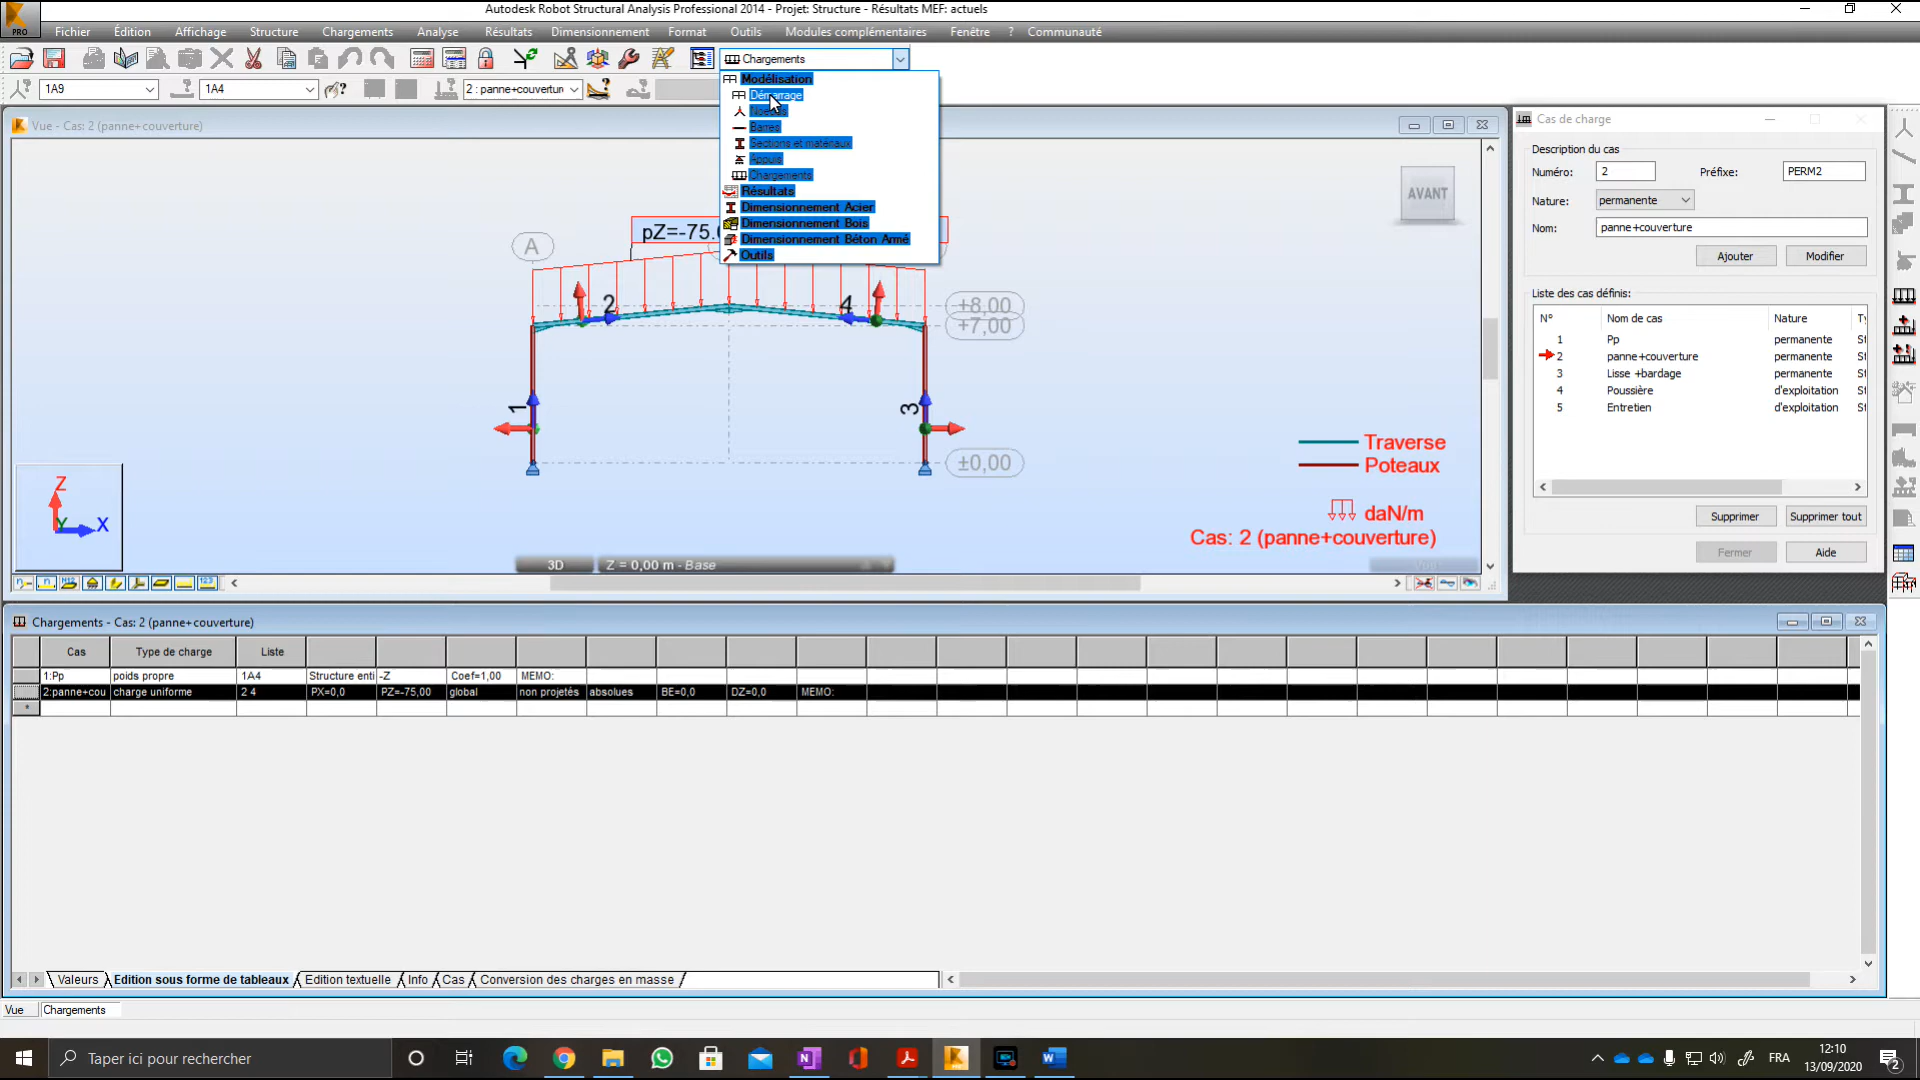 Autodesk Robot Structural Analysis Professional 2014 - Projet: Structure - Résultats MEF: actuels
PRO
Fichier Édition Affichage Structure Chargements Analyse Résultats Dimensionnement Format Outils Modules complémentaires Fenêtre ? Communauté
Chargements
1A9 1A4 2 : panne+couvertur
Modélisation
Démarrage
Noeuds
Barres
Sections et matériaux
Appuis
Chargements
Résultats
Dimensionnement Acier
Dimensionnement Bois
Dimensionnement Béton Armé
Outils
Vue - Cas: 2 (panne+couverture)
AVANT
pZ=-75.
A
+8,00
+7,00
2
4
1
3
±0,00
Traverse
Poteaux
daN/m
Cas: 2 (panne+couverture)
Z
Y
X
3D Z = 0,00 m - Base
Cas de charge
Description du cas
Numéro: 2 Préfixe: PERM2
Nature: permanente
Nom: panne+couverture
Ajouter Modifier
Liste des cas définis:
N° Nom de cas Nature
1 Pp permanente
2 panne+couverture permanente
3 Lisse +bardage permanente
4 Poussière d'exploitation
5 Entretien d'exploitation
Supprimer Supprimer tout
Fermer Aide
Chargements - Cas: 2 (panne+couverture)
Cas Type de charge Liste
1:Pp poids propre 1A4 Structure enti -Z Coef=1,00 MEMO:
2:panne+cou charge uniforme 2 4 PX=0,0 PZ=-75,00 global non projetés absolues BE=0,0 DZ=0,0 MEMO:
*
Valeurs Edition sous forme de tableaux Edition textuelle Info Cas Conversion des charges en masse
Vue Chargements
Taper ici pour rechercher
FRA
12:10
13/09/2020
2